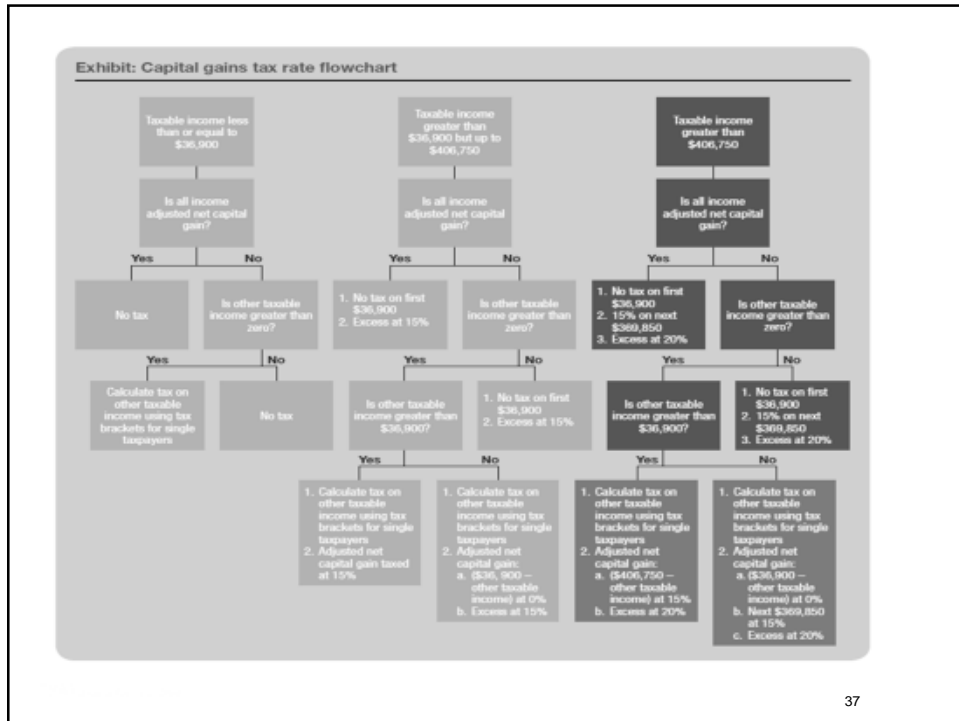 Exhibit: Capital gains tax rate flowchart
Taxable income less
than or equal to
$36,900
Taxable income
greater than
$36,900 but up to
$406,750
Taxable income
greater than
$406,750
Is all income
adjusted net capital
gain?
Is all income
adjusted net capital
gain?
Is all income
adjusted net capital
gain?
Yes
No
Yes
No
Yes
No
No tax
Is other taxable
income greater than
zero?
1. No tax on first
$36,900
2. Excess at 15%
Is other taxable
income greater than
zero?
1. No tax on first
$36,900
2. 15% on next
$369,850
3. Excess at 20%
Is other taxable
income greater than
zero?
Yes
No
Yes
No
Yes
No
Calculate tax on
other taxable
income using tax
brackets for single
taxpayers
No tax
Is other taxable
income greater than
$36,900?
1. No tax on first
$36,900
2. Excess at 15%
Is other taxable
income greater than
$36,900?
1. No tax on first
$36,900
2. 15% on next
$369,850
3. Excess at 20%
Yes
No
Yes
No
1. Calculate tax on
other taxable
income using tax
brackets for single
taxpayers
2. Adjusted net
capital gain taxed
at 15%
1. Calculate tax on
other taxable
income using tax
brackets for single
taxpayers
2. Adjusted net
capital gain:
a. ($36, 900 –
other taxable
income) at 0%
b. Excess at 15%
1. Calculate tax on
other taxable
income using tax
brackets for single
taxpayers
2. Adjusted net
capital gain:
a. ($406,750 –
other taxable
income) at 15%
b. Excess at 20%
1. Calculate tax on
other taxable
income using tax
brackets for single
taxpayers
2. Adjusted net
capital gain:
a. ($36,900 –
other taxable
income) at 0%
b. Next $369,850
at 15%
c. Excess at 20%
37